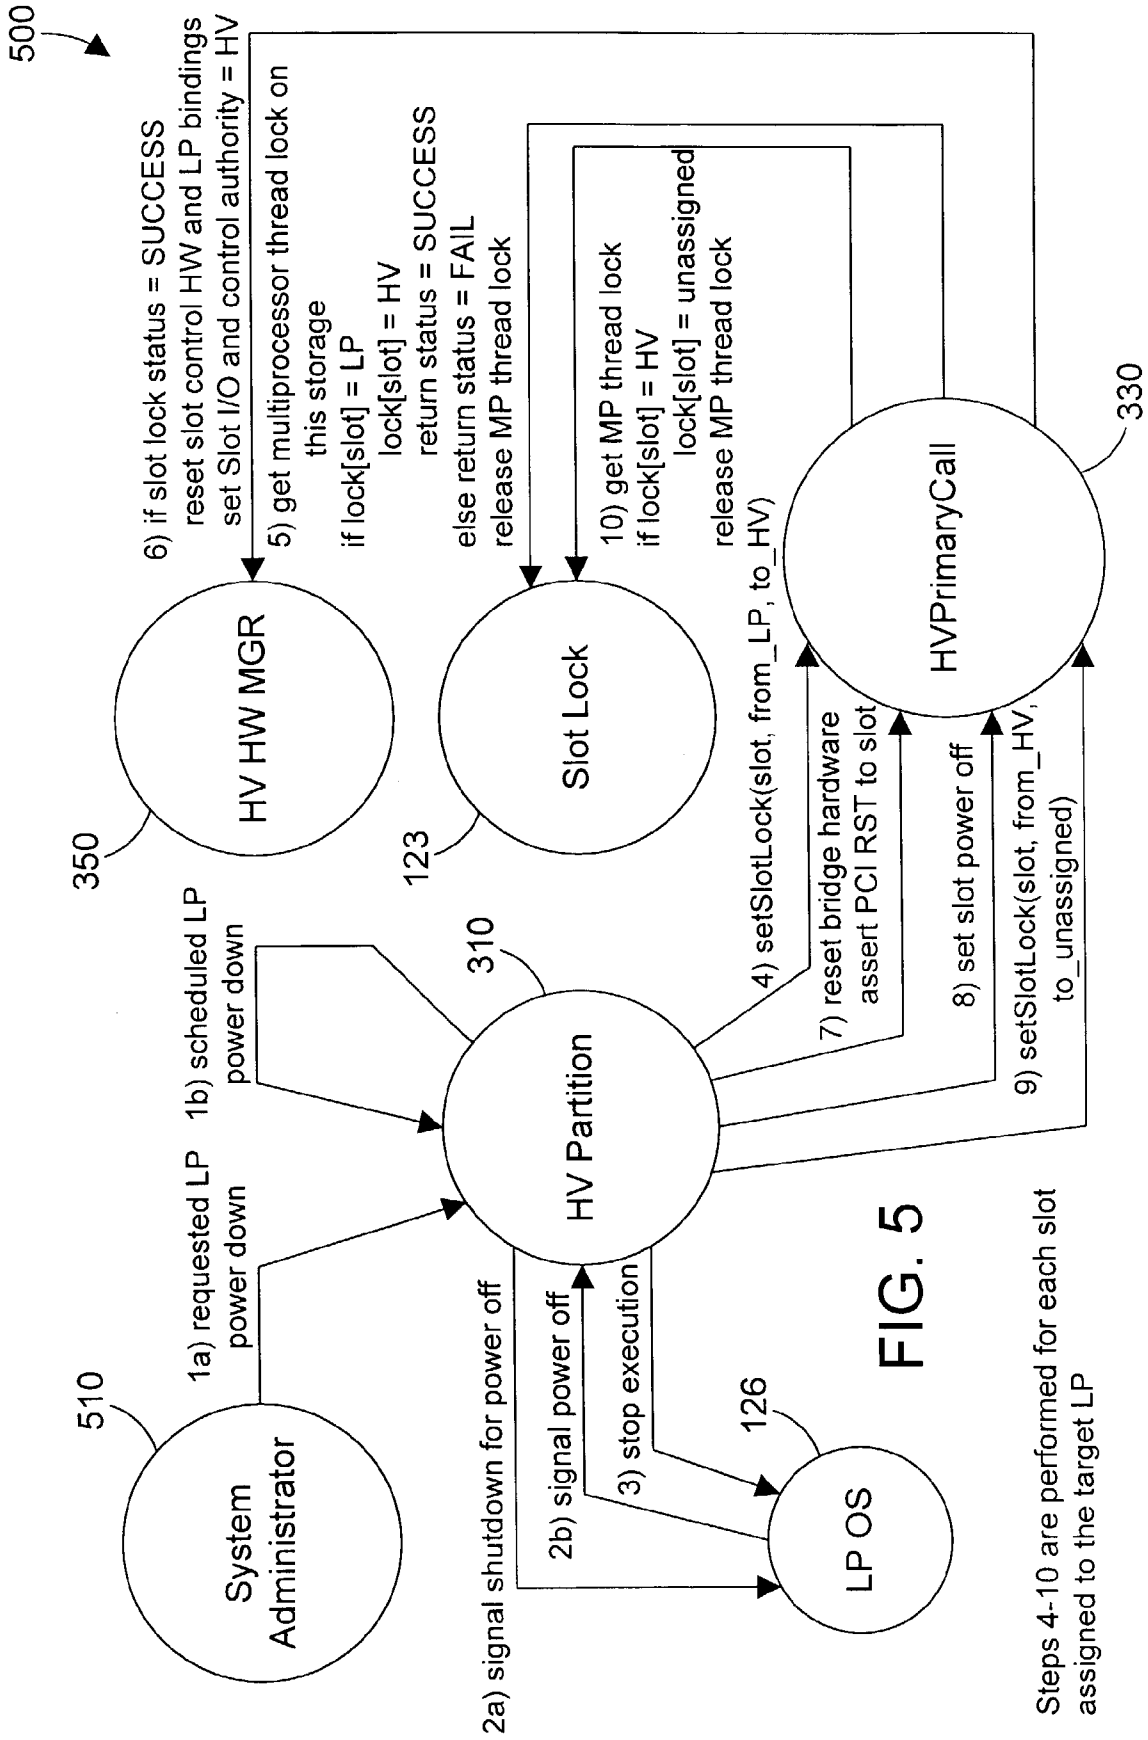 500
6) if slot lock status = SUCCESS
reset slot control HW and LP bindings
set Slot I/O and control authority = HV
5) get multiprocessor thread lock on
this storage
if lock[slot] = LP
lock[slot] = HV
return status = SUCCESS
else return status = FAIL
release MP thread lock
10) get MP thread lock
if lock[slot] = HV
lock[slot] = unassigned
release MP thread lock
HV HW MGR
350
Slot Lock
123
HVPrimaryCall
330
1a) requested LP
power down
1b) scheduled LP
power down
System
Administrator
510
HV Partition
310
2a) signal shutdown for power off
2b) signal power off
3) stop execution
LP OS
126
4) setSlotLock(slot, from_LP, to_HV)
7) reset bridge hardware
assert PCI RST to slot
8) set slot power off
9) setSlotLock(slot, from_HV,
to_unassigned)
FIG. 5
Steps 4-10 are performed for each slot
assigned to the target LP